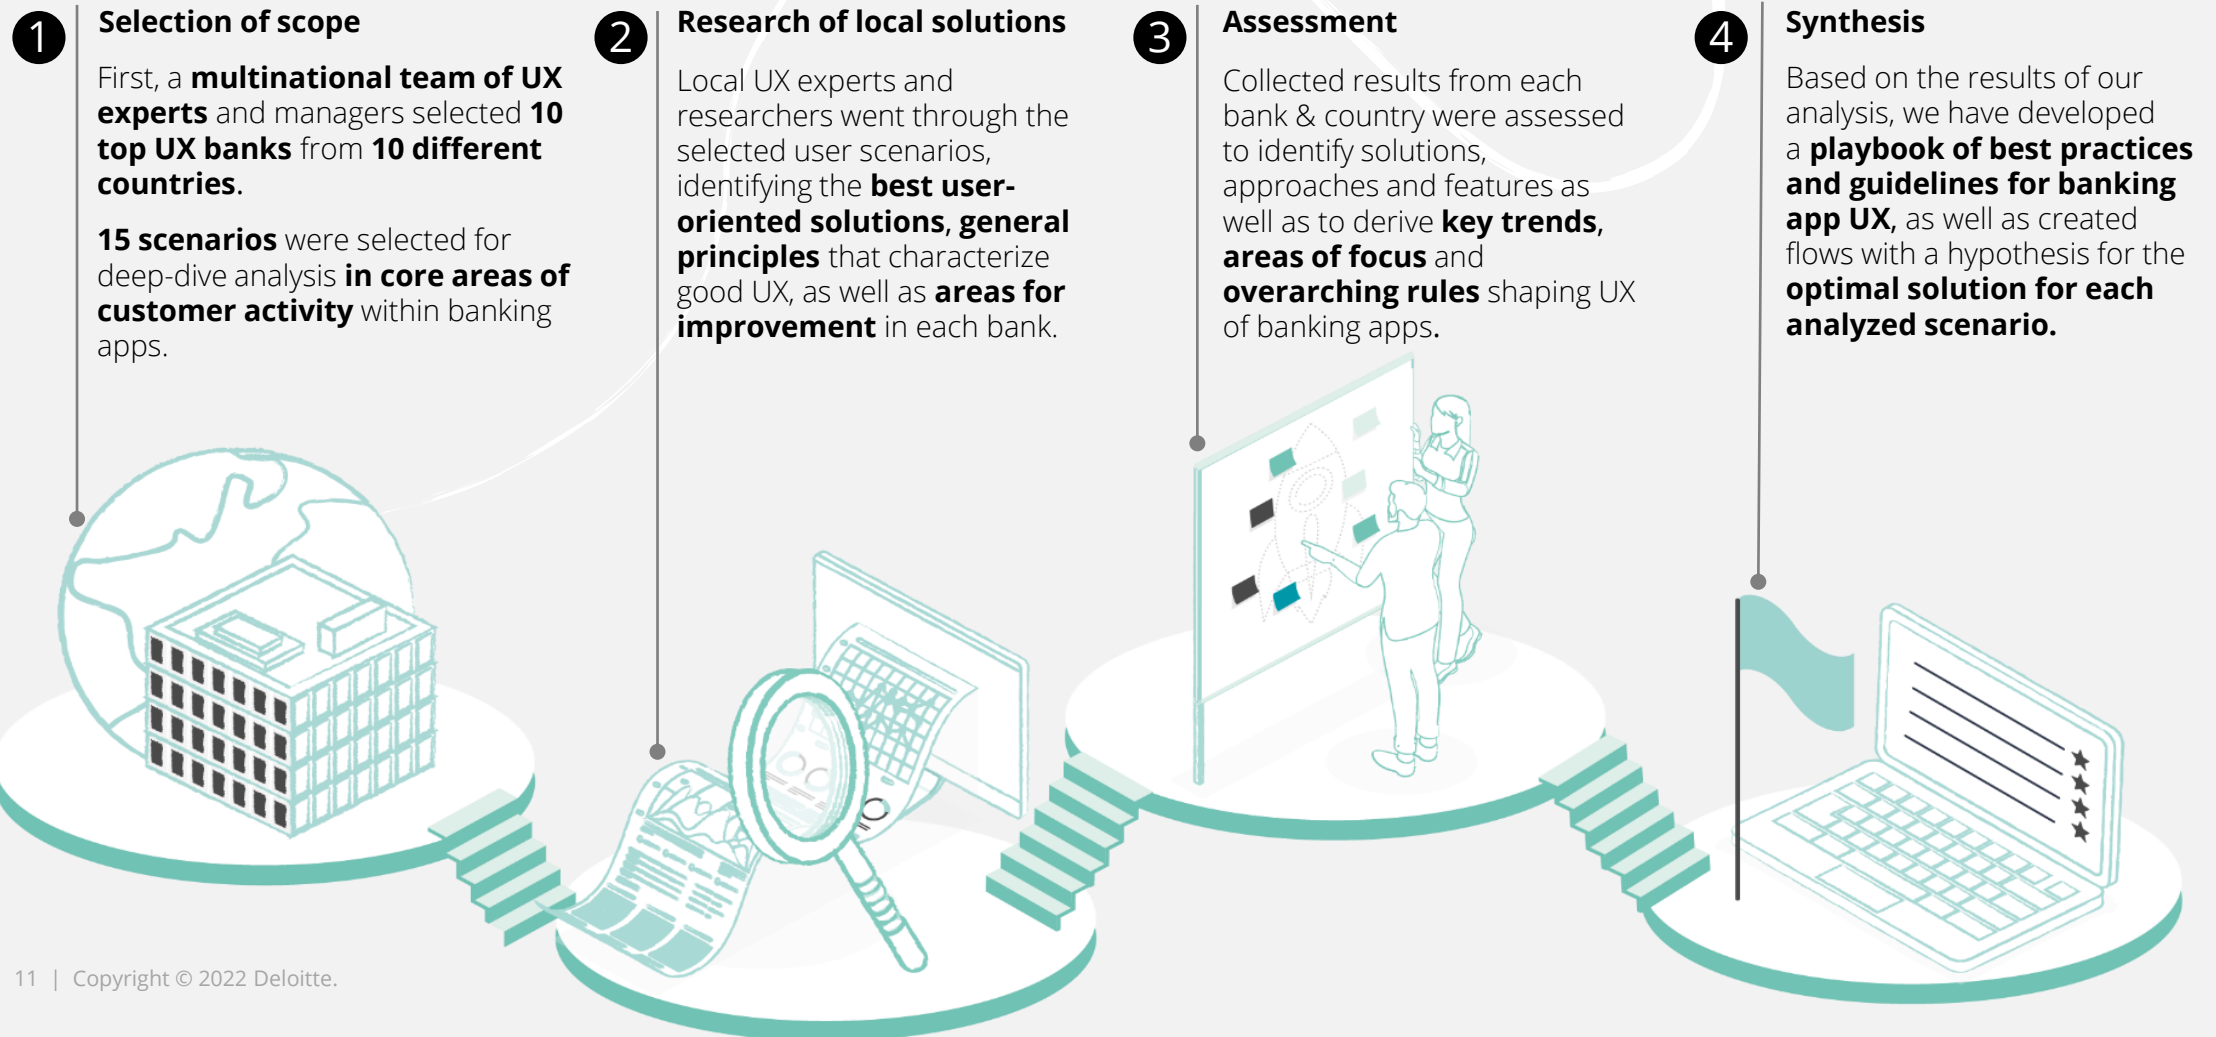 1
Selection of scope
First, a multinational team of UX
experts and managers selected 10
top UX banks from 10 different
countries.
15 scenarios were selected for
deep-dive analysis in core areas of
customer activity within banking
apps.
2
Research of local solutions
Local UX experts and
researchers went through the
selected user scenarios,
identifying the best user-
oriented solutions, general
principles that characterize
good UX, as well as areas for
improvement in each bank.
3
Assessment
Collected results from each
bank & country were assessed
to identify solutions,
approaches and features as
well as to derive key trends,
areas of focus and
overarching rules shaping UX
of banking apps.
4
Synthesis
Based on the results of our
analysis, we have developed
a playbook of best practices
and guidelines for banking
app UX, as well as created
flows with a hypothesis for the
optimal solution for each
analyzed scenario.
11 | Copyright © 2022 Deloitte.